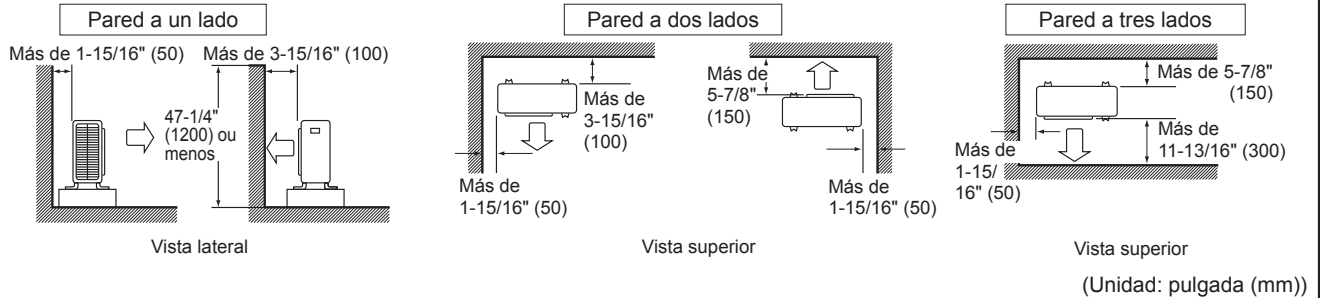 Pared a un lado
Más de 1-15/16" (50)
Más de 3-15/16" (100)
47-1/4"
(1200) ou
menos
Vista lateral
Pared a dos lados
Más de
3-15/16"
(100)
Más de
1-15/16" (50)
Más de
5-7/8"
(150)
Más de
1-15/16" (50)
Vista superior
Pared a tres lados
Más de 5-7/8"
(150)
Más de
11-13/16" (300)
Más de
1-15/
16" (50)
Vista superior
(Unidad: pulgada (mm))